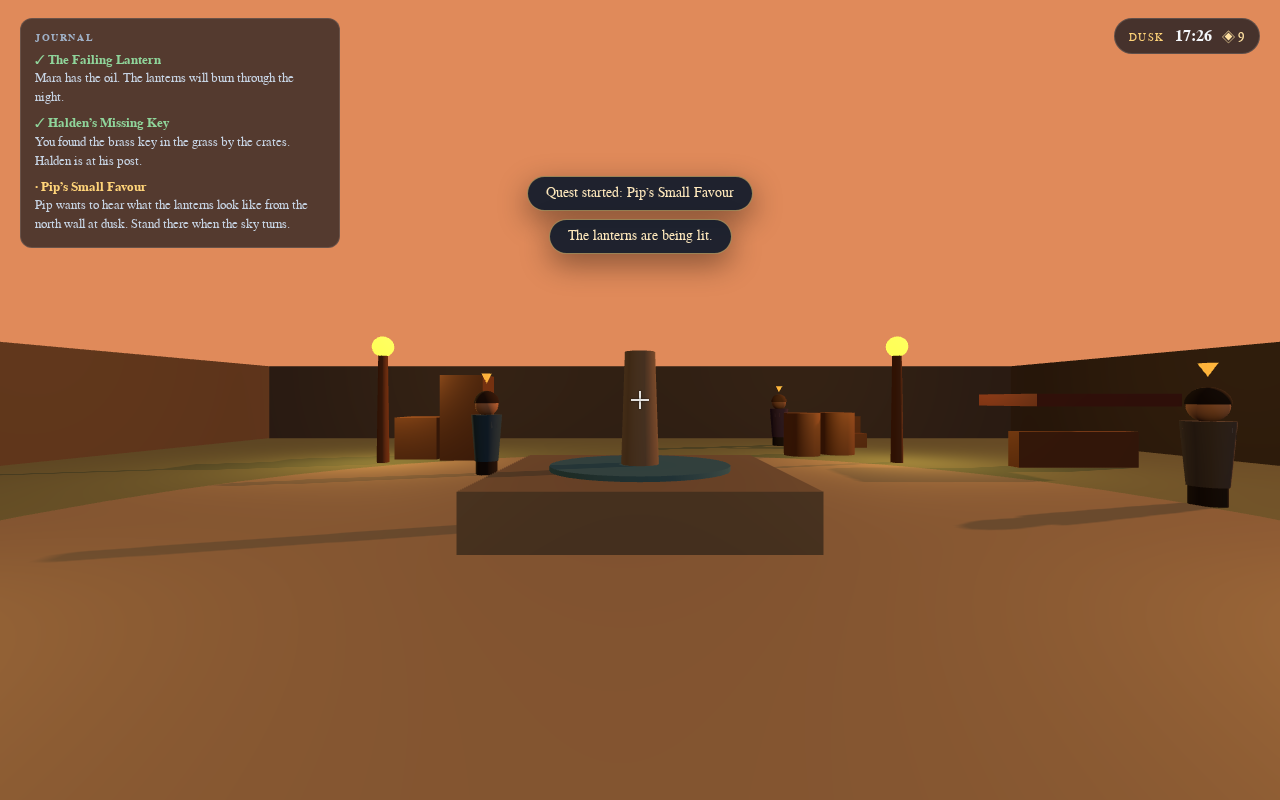 JOURNAL
✓ The Failing Lantern
Mara has the oil. The lanterns will burn through the
night.
✓ Halden's Missing Key
You found the brass key in the grass by the crates.
Halden is at his post.
· Pip's Small Favour
Pip wants to hear what the lanterns look like from the
north wall at dusk. Stand there when the sky turns.
DUSK 17:26 ◈ 9
Quest started: Pip's Small Favour
The lanterns are being lit.